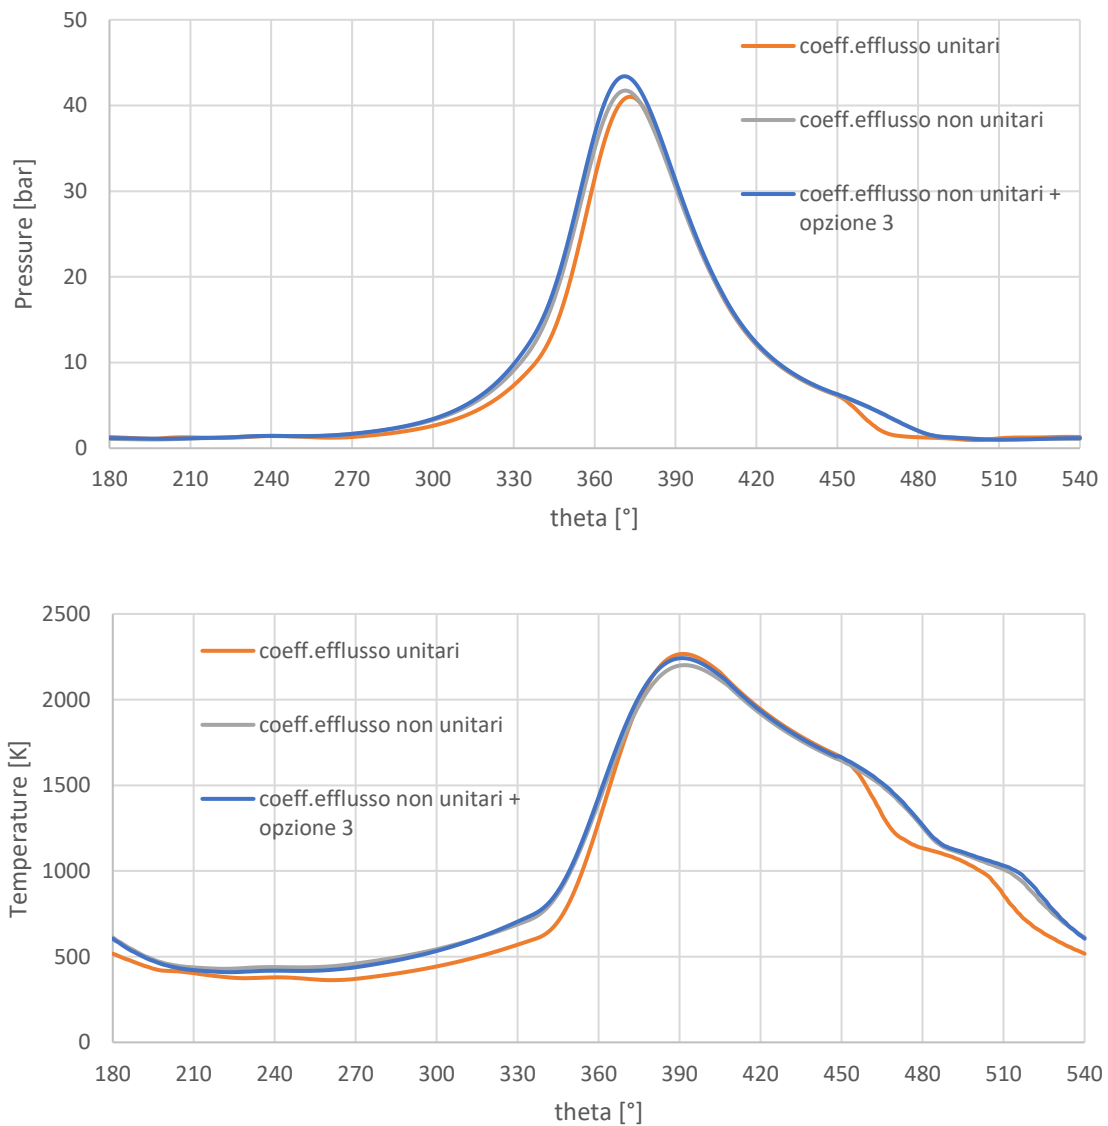 50
40
30
20
10
0
Pressure [bar]
coeff.efflusso unitari
coeff.efflusso non unitari
coeff.efflusso non unitari +
opzione 3
180 210 240 270 300 330 360 390 420 450 480 510 540
theta [°]
2500
2000
1500
1000
500
0
Temperature [K]
coeff.efflusso unitari
coeff.efflusso non unitari
coeff.efflusso non unitari +
opzione 3
180 210 240 270 300 330 360 390 420 450 480 510 540
theta [°]